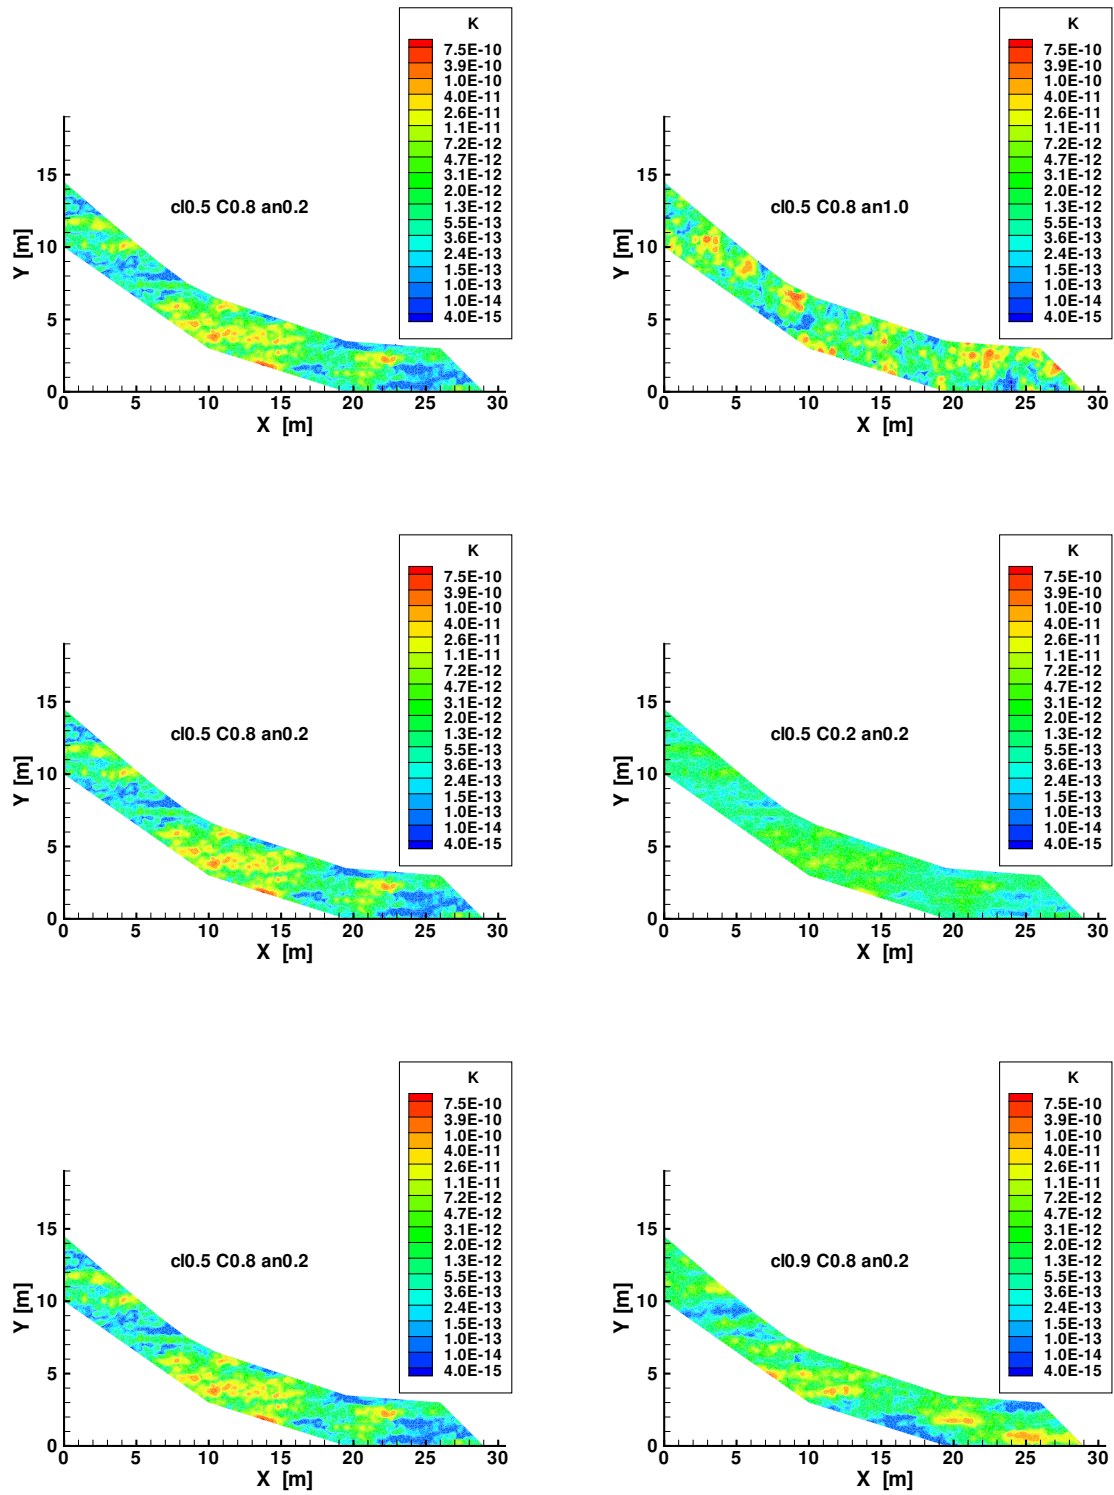 K
7.5E-10
3.9E-10
1.0E-10
4.0E-11
2.6E-11
1.1E-11
7.2E-12
4.7E-12
3.1E-12
2.0E-12
1.3E-12
5.5E-13
3.6E-13
2.4E-13
1.5E-13
1.0E-13
1.0E-14
4.0E-15
cl0.5 C0.8 an0.2
Y [m]
15
10
5
0
0 5 10 15 20 25 30
X [m]
K
7.5E-10
3.9E-10
1.0E-10
4.0E-11
2.6E-11
1.1E-11
7.2E-12
4.7E-12
3.1E-12
2.0E-12
1.3E-12
5.5E-13
3.6E-13
2.4E-13
1.5E-13
1.0E-13
1.0E-14
4.0E-15
cl0.5 C0.8 an1.0
Y [m]
15
10
5
0
0 5 10 15 20 25 30
X [m]
K
7.5E-10
3.9E-10
1.0E-10
4.0E-11
2.6E-11
1.1E-11
7.2E-12
4.7E-12
3.1E-12
2.0E-12
1.3E-12
5.5E-13
3.6E-13
2.4E-13
1.5E-13
1.0E-13
1.0E-14
4.0E-15
cl0.5 C0.8 an0.2
Y [m]
15
10
5
0
0 5 10 15 20 25 30
X [m]
K
7.5E-10
3.9E-10
1.0E-10
4.0E-11
2.6E-11
1.1E-11
7.2E-12
4.7E-12
3.1E-12
2.0E-12
1.3E-12
5.5E-13
3.6E-13
2.4E-13
1.5E-13
1.0E-13
1.0E-14
4.0E-15
cl0.5 C0.2 an0.2
Y [m]
15
10
5
0
0 5 10 15 20 25 30
X [m]
K
7.5E-10
3.9E-10
1.0E-10
4.0E-11
2.6E-11
1.1E-11
7.2E-12
4.7E-12
3.1E-12
2.0E-12
1.3E-12
5.5E-13
3.6E-13
2.4E-13
1.5E-13
1.0E-13
1.0E-14
4.0E-15
cl0.5 C0.8 an0.2
Y [m]
15
10
5
0
0 5 10 15 20 25 30
X [m]
K
7.5E-10
3.9E-10
1.0E-10
4.0E-11
2.6E-11
1.1E-11
7.2E-12
4.7E-12
3.1E-12
2.0E-12
1.3E-12
5.5E-13
3.6E-13
2.4E-13
1.5E-13
1.0E-13
1.0E-14
4.0E-15
cl0.9 C0.8 an0.2
Y [m]
15
10
5
0
0 5 10 15 20 25 30
X [m]